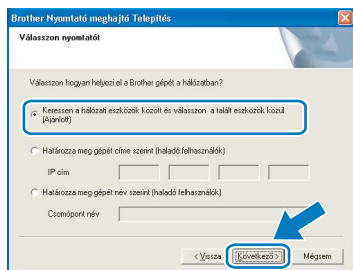 Brother Nyomtató meghajtó Telepítés
Válasszon nyomtatót
Válasszon hogyan helyezi el a Brother gépét a hálózatban?
Keressen a hálózati eszközök között és válasszon a talált eszközök közül
(Ajánlott)
Határozza meg gépét címe szerint (haladó felhasználók)
IP cím
Határozza meg gépét név szerint (haladó felhasználók)
Csomópont név
< Vissza Következő > Mégsem